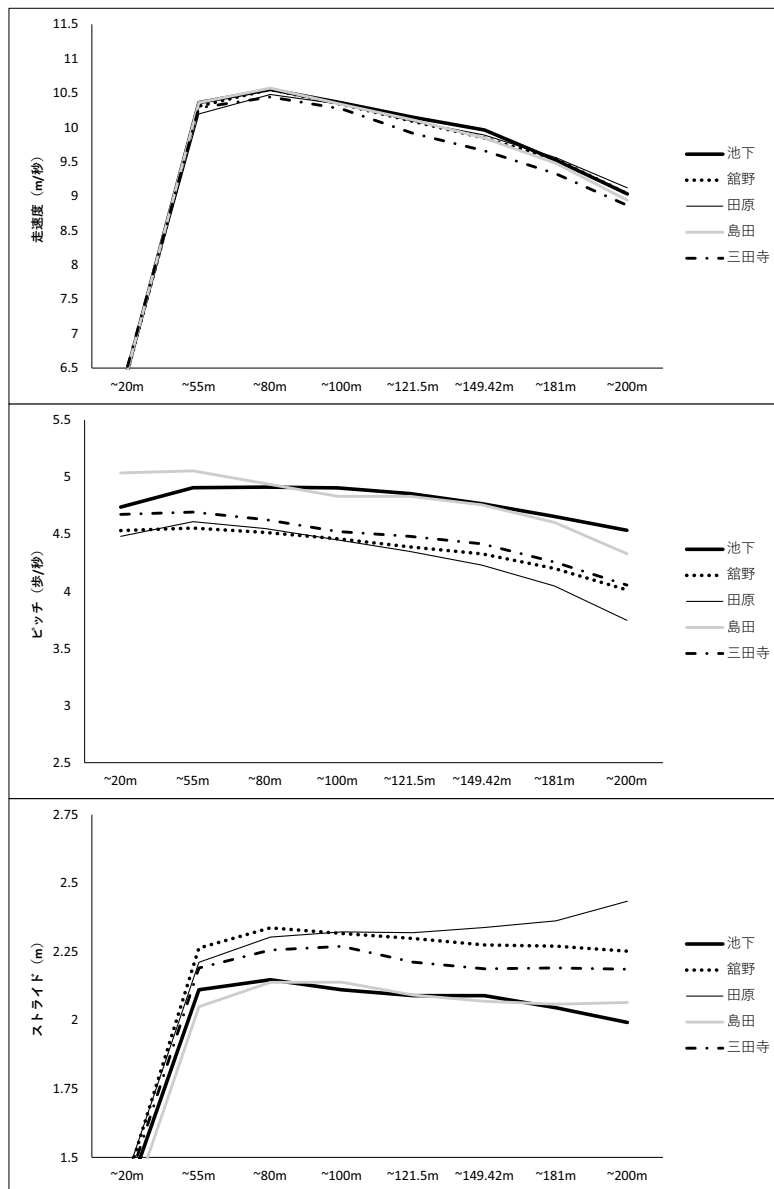 11.5
11
10.5
10
9.5
9
8.5
8
7.5
7
6.5
走速度（m/秒）
~20m ~55m ~80m ~100m ~121.5m ~149.42m ~181m ~200m
池下
舘野
田原
島田
三田寺
5.5
5
4.5
4
3.5
3
2.5
ピッチ（歩/秒）
~20m ~55m ~80m ~100m ~121.5m ~149.42m ~181m ~200m
池下
舘野
田原
島田
三田寺
2.75
2.5
2.25
2
1.75
1.5
ストライド（m）
~20m ~55m ~80m ~100m ~121.5m ~149.42m ~181m ~200m
池下
舘野
田原
島田
三田寺